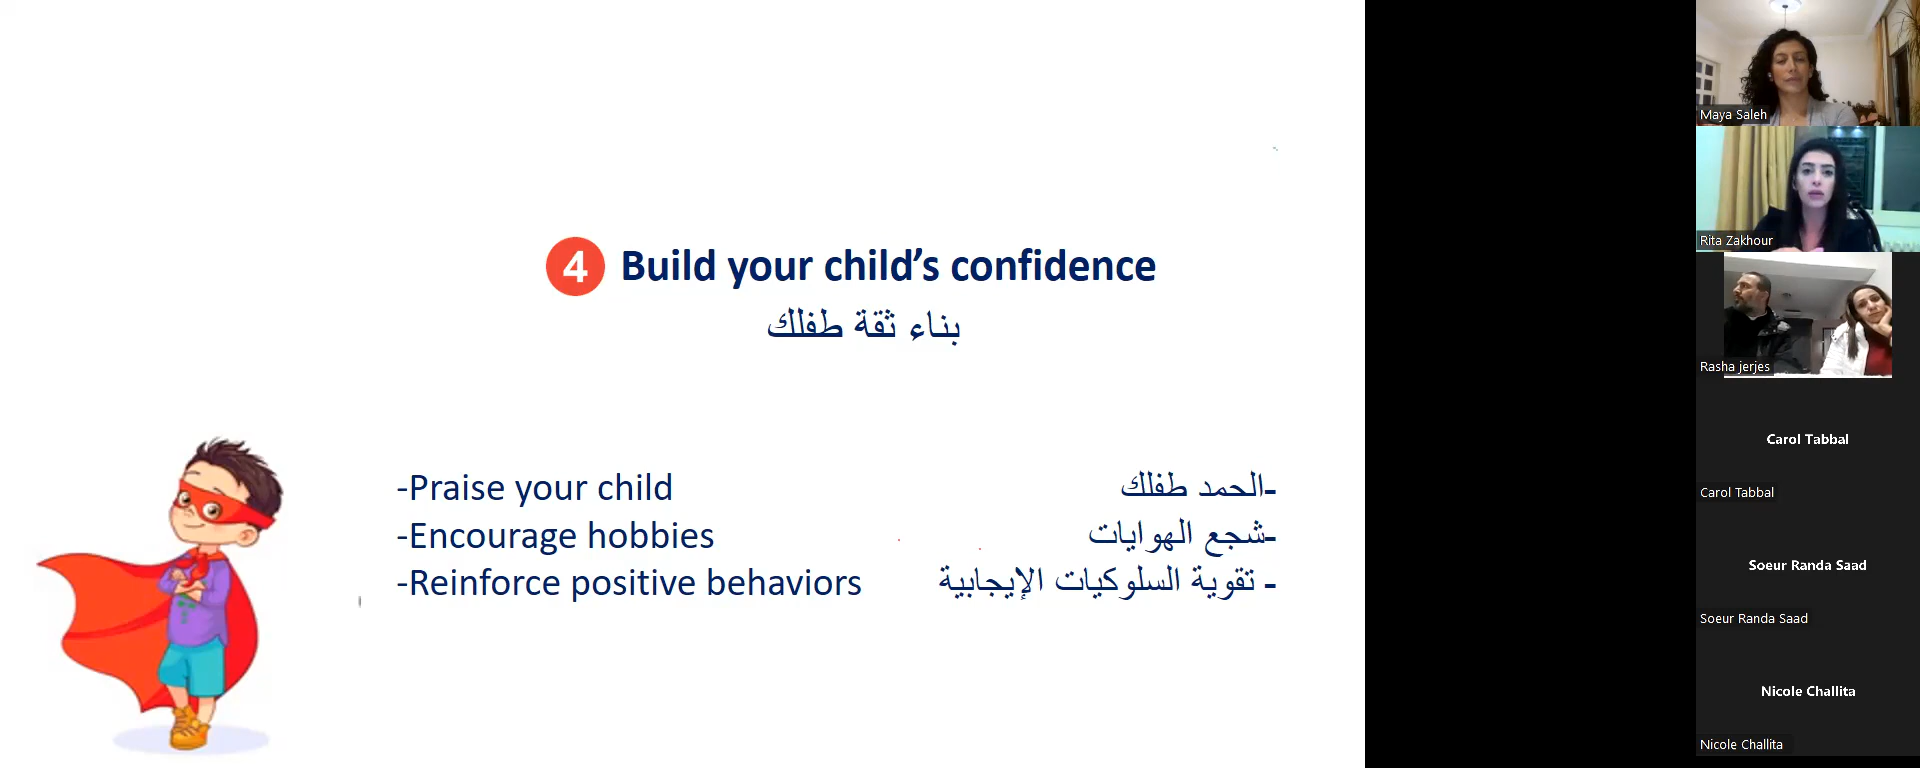 4 Build your child's confidence
بناء ثقة طفلك
-Praise your child
-الحمد طفلك
-Encourage hobbies
-شجع الهوايات
-Reinforce positive behaviors
- تقوية السلوكيات الإيجابية
Maya Saleh
Rita Zakhour
Rasha jerjes
Carol Tabbal
Carol Tabbal
Soeur Randa Saad
Soeur Randa Saad
Nicole Challita
Nicole Challita